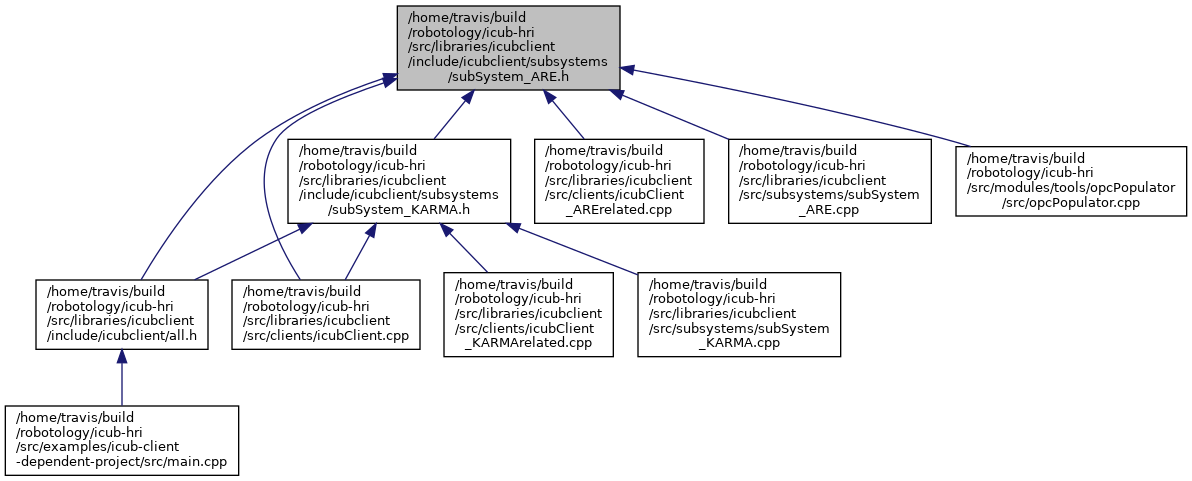 /home/travis/build
/robotology/icub-hri
/src/libraries/icubclient
/include/icubclient/subsystems
/subSystem_ARE.h
/home/travis/build
/robotology/icub-hri
/src/libraries/icubclient
/include/icubclient/subsystems
/subSystem_KARMA.h
/home/travis/build
/robotology/icub-hri
/src/libraries/icubclient
/src/clients/icubClient
_ARErelated.cpp
/home/travis/build
/robotology/icub-hri
/src/libraries/icubclient
/src/subsystems/subSystem
_ARE.cpp
/home/travis/build
/robotology/icub-hri
/src/modules/tools/opcPopulator
/src/opcPopulator.cpp
/home/travis/build
/robotology/icub-hri
/src/libraries/icubclient
/include/icubclient/all.h
/home/travis/build
/robotology/icub-hri
/src/libraries/icubclient
/src/clients/icubClient.cpp
/home/travis/build
/robotology/icub-hri
/src/libraries/icubclient
/src/clients/icubClient
_KARMArelated.cpp
/home/travis/build
/robotology/icub-hri
/src/libraries/icubclient
/src/subsystems/subSystem
_KARMA.cpp
/home/travis/build
/robotology/icub-hri
/src/examples/icub-client
-dependent-project/src/main.cpp